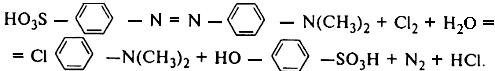 HO₃S — — N = N — — N(CH₃)₂ + Cl₂ + H₂O =
= Cl — N(CH₃)₂ + HO — — SO₃H + N₂ + HCl.